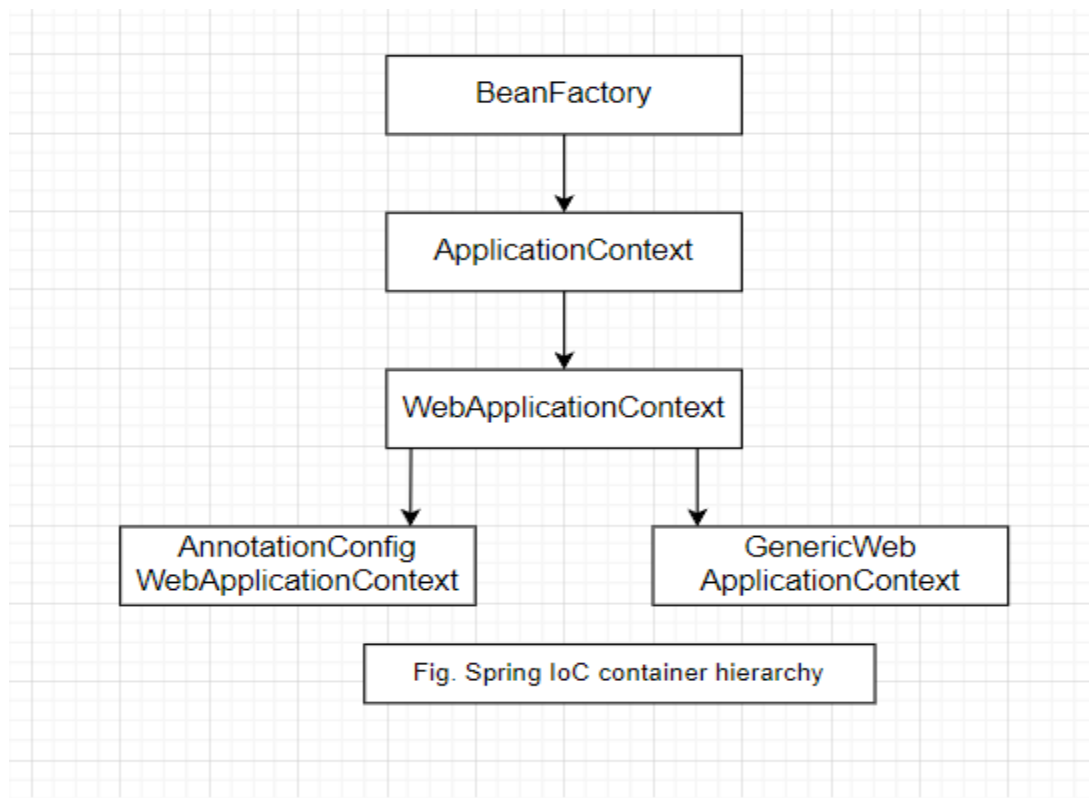 BeanFactory
ApplicationContext
WebApplicationContext
AnnotationConfig
WebApplicationContext
GenericWeb
ApplicationContext
Fig. Spring IoC container hierarchy